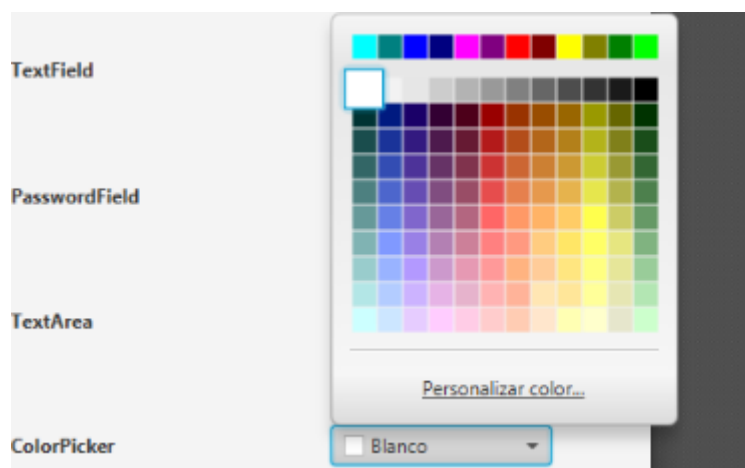 TextField
PasswordField
TextArea
Personalizar color...
ColorPicker
Blanco